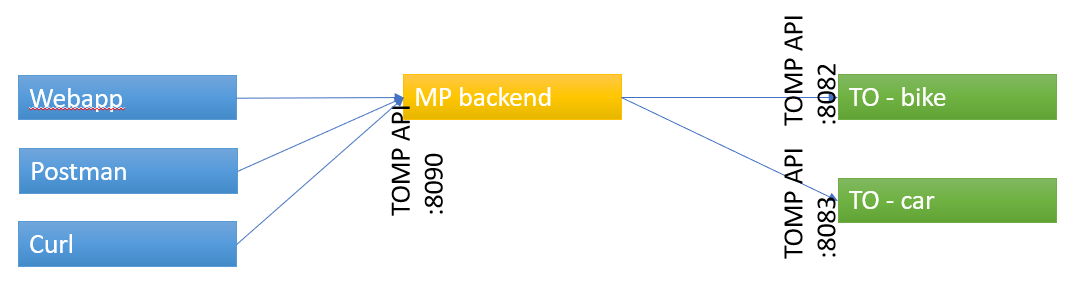 Webapp
Postman
Curl
MP backend
TOMP API
:8090
TOMP API
:8082
TO - bike
TOMP API
:8083
TO - car